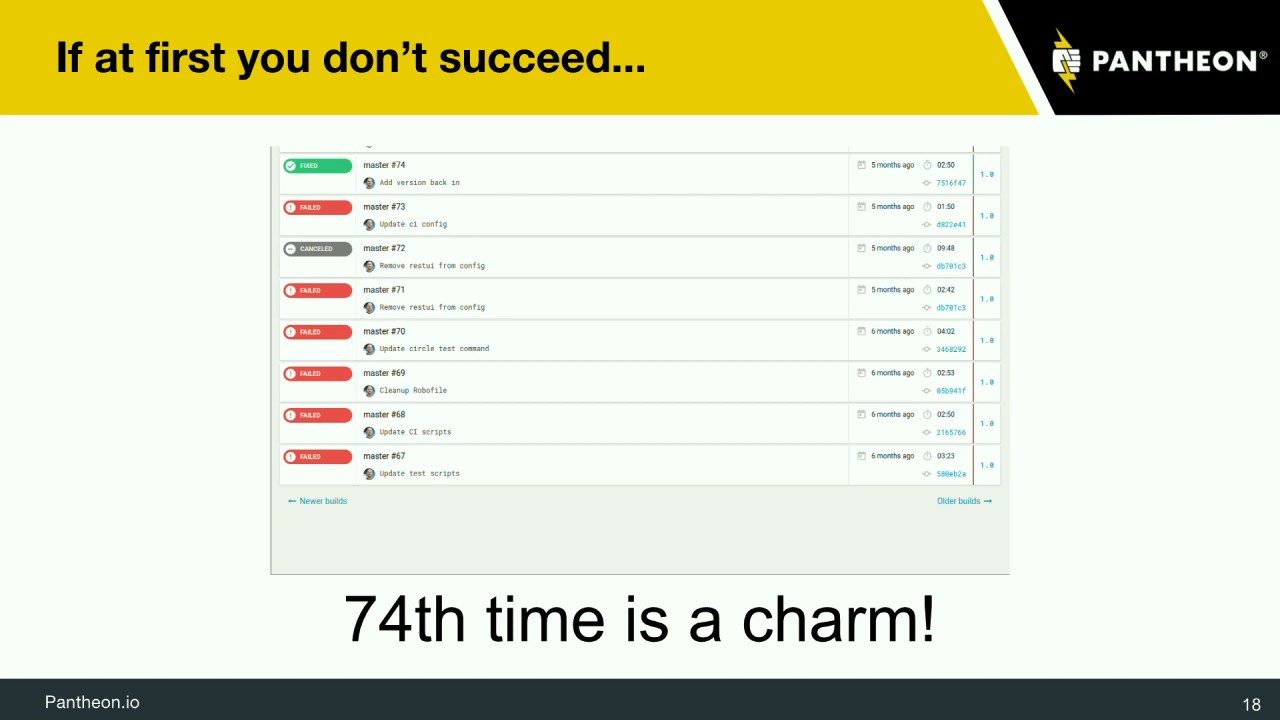 If at first you don’t succeed...
PANTHEON®
FIXED master #74 5 months ago 02:50
Add version back in 7516f47 1.0
FAILED master #73 5 months ago 01:50
Update ci config d822e41 1.0
CANCELED master #72 5 months ago 09:48
Remove restui from config db701c3 1.0
FAILED master #71 5 months ago 02:42
Remove restui from config db701c3 1.0
FAILED master #70 6 months ago 04:02
Update circle test command 3468292 1.0
FAILED master #69 6 months ago 02:53
Cleanup Robofile 05b941f 1.0
FAILED master #68 6 months ago 02:50
Update CI scripts 2165766 1.0
FAILED master #67 6 months ago 03:23
Update test scripts 580eb2a 1.0
← Newer builds Older builds →
74th time is a charm!
Pantheon.io 18